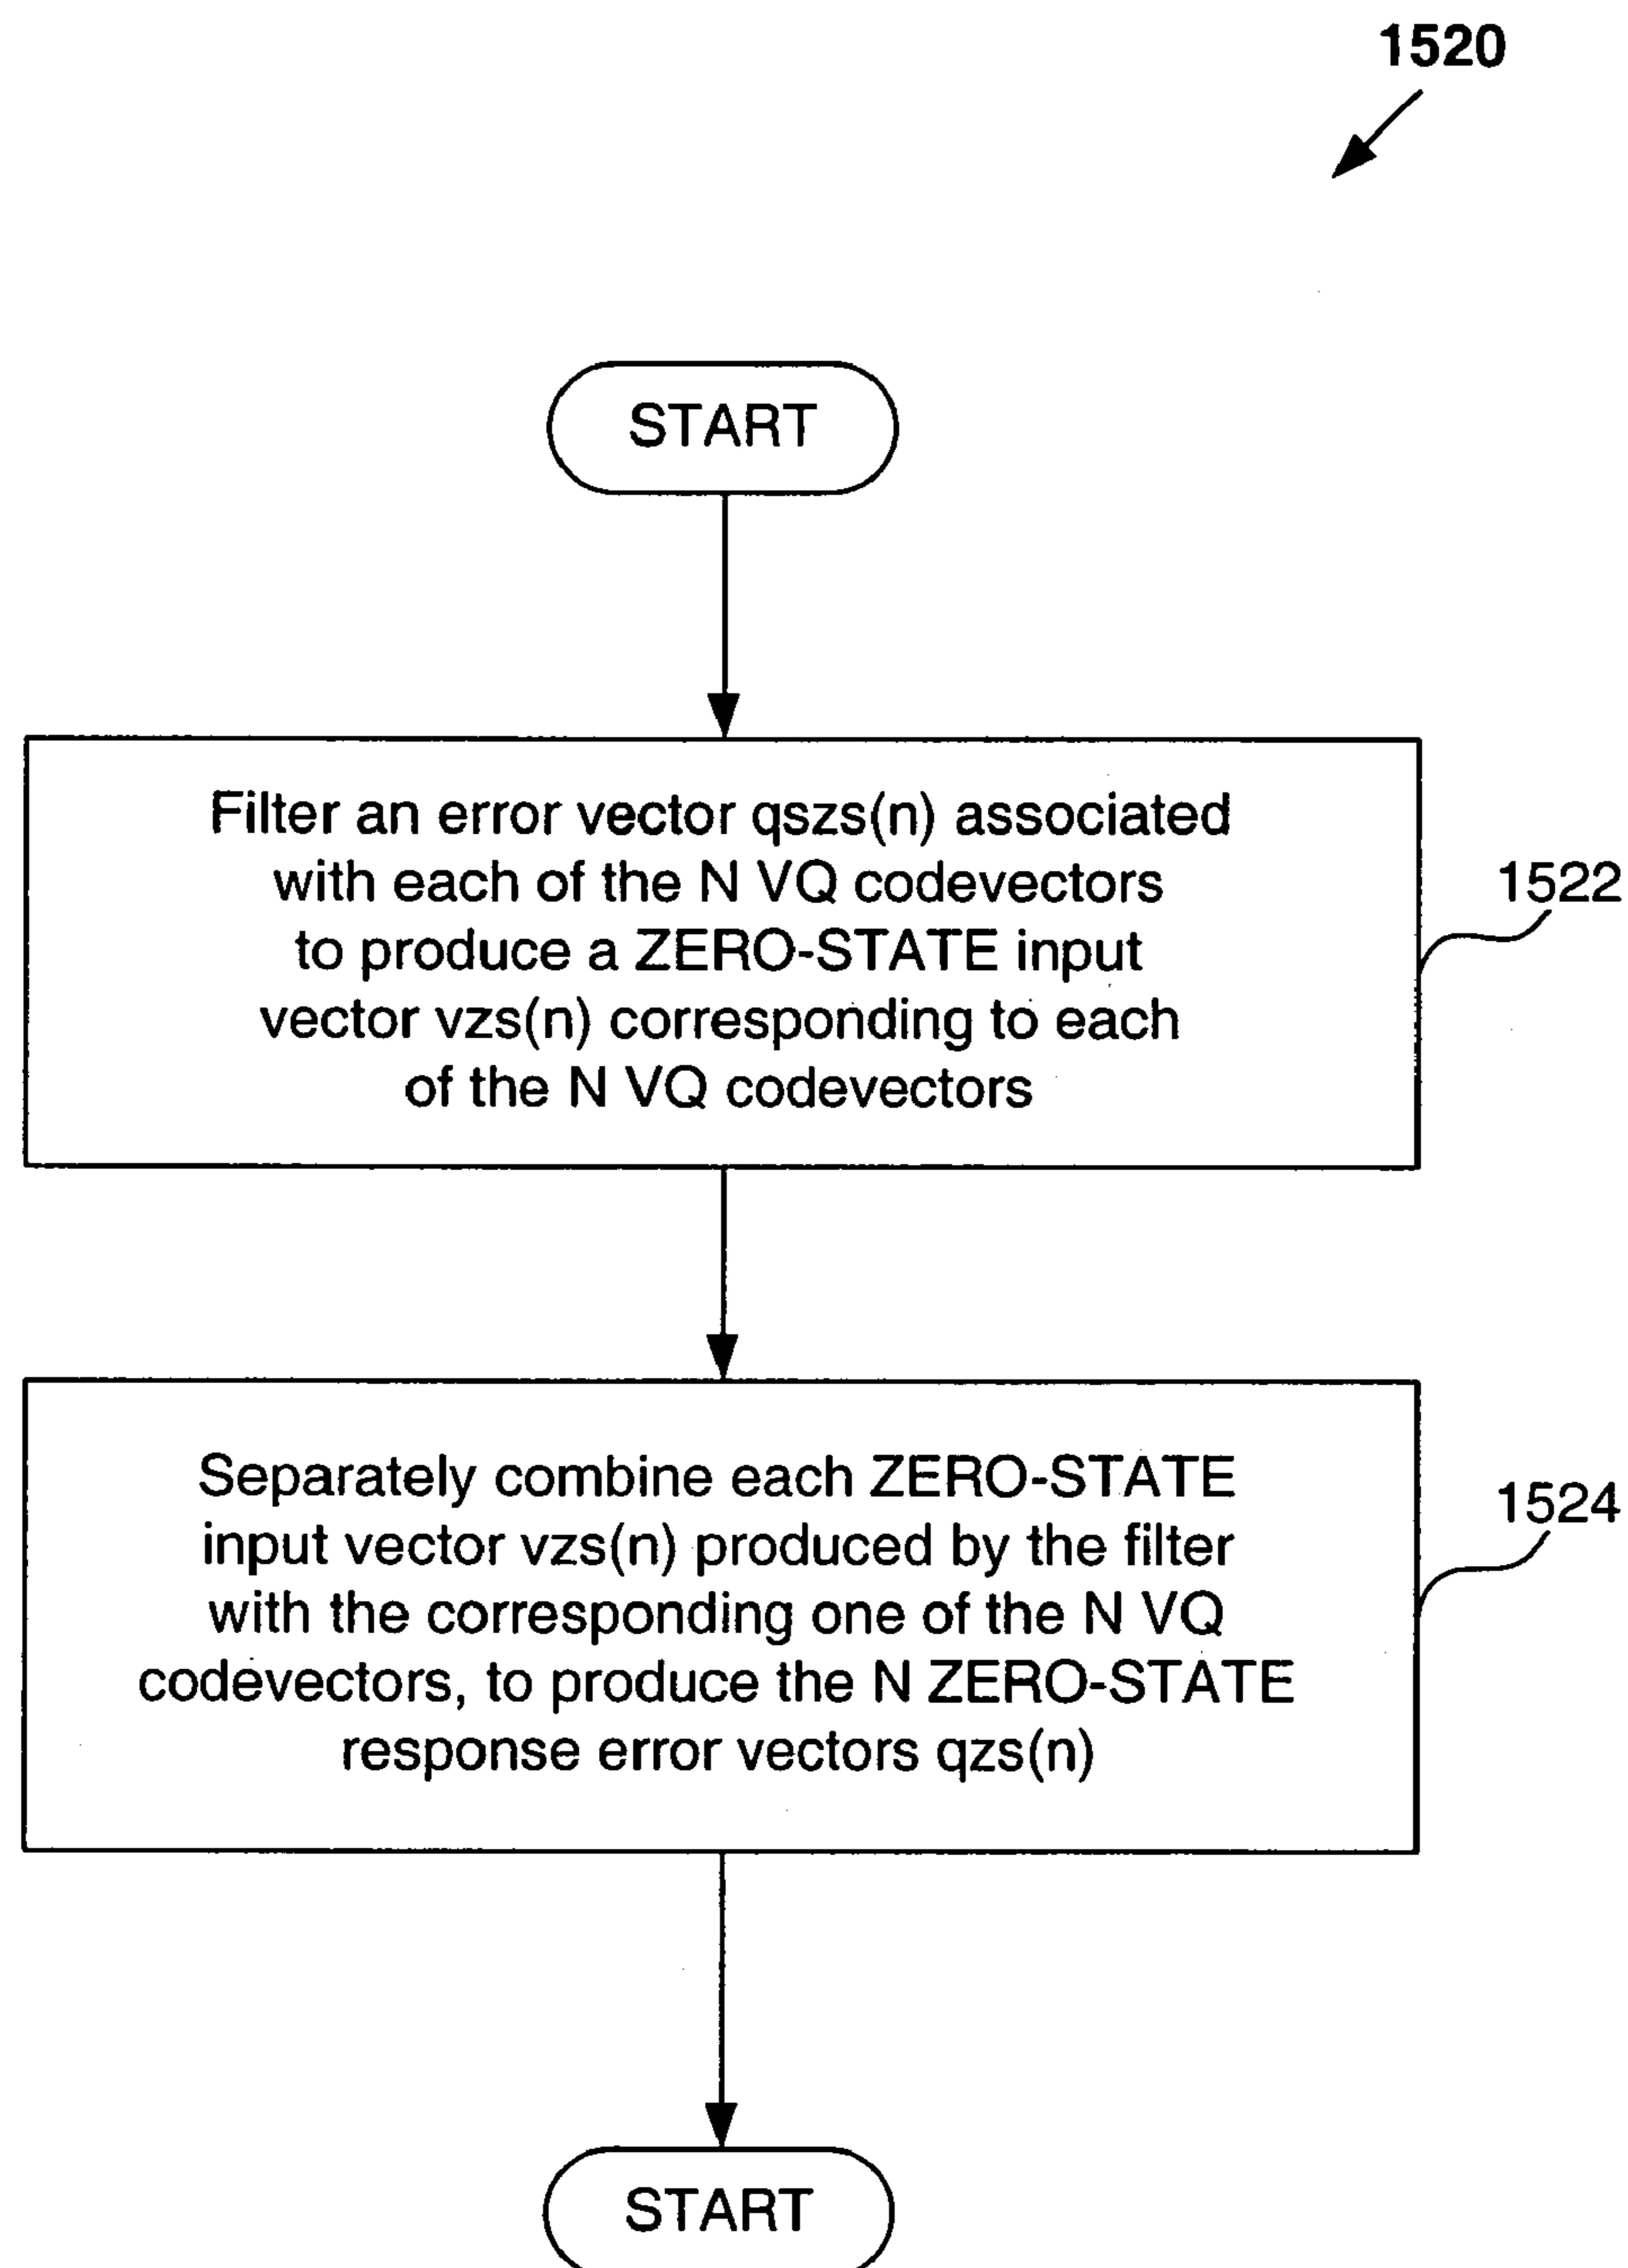 1520
START
Filter an error vector qszs(n) associated
with each of the N VQ codevectors
to produce a ZERO-STATE input
vector vzs(n) corresponding to each
of the N VQ codevectors
1522
Separately combine each ZERO-STATE
input vector vzs(n) produced by the filter
with the corresponding one of the N VQ
codevectors, to produce the N ZERO-STATE
response error vectors qzs(n)
1524
START